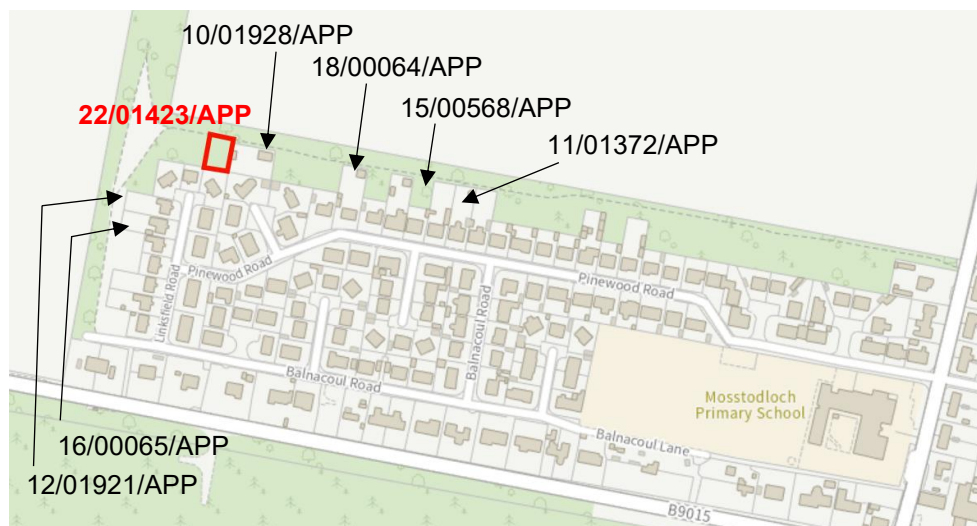 10/01928/APP
18/00064/APP
22/01423/APP
15/00568/APP
11/01372/APP
Pinewood Road
Pinewood Road
Linksfield Road
Balnacoul Road
Balnacoul Road
Mosstodloch
Primary School
Balnacoul Lane
16/00065/APP
12/01921/APP
B9015